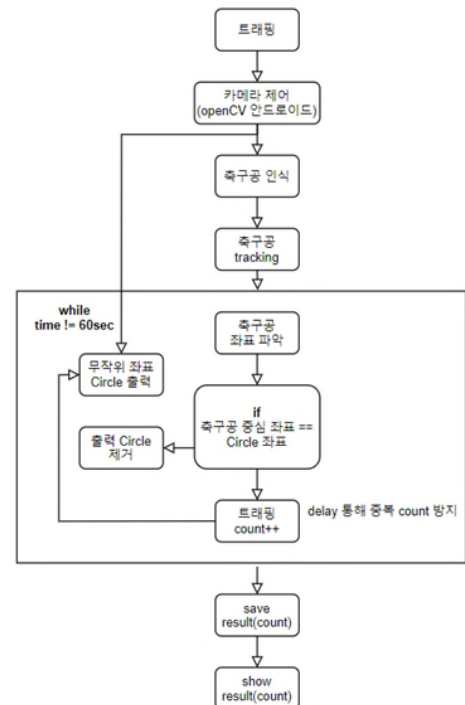 트래핑
카메라 제어
(openCV 안드로이드)
축구공 인식
축구공
tracking
while
time != 60sec
축구공
좌표 파악
무작위 좌표
Circle 출력
if
축구공 중심 좌표 ==
Circle 좌표
출력 Circle
제거
트래핑
count++
delay 통해 중복 count 방지
save
result(count)
show
result(count)